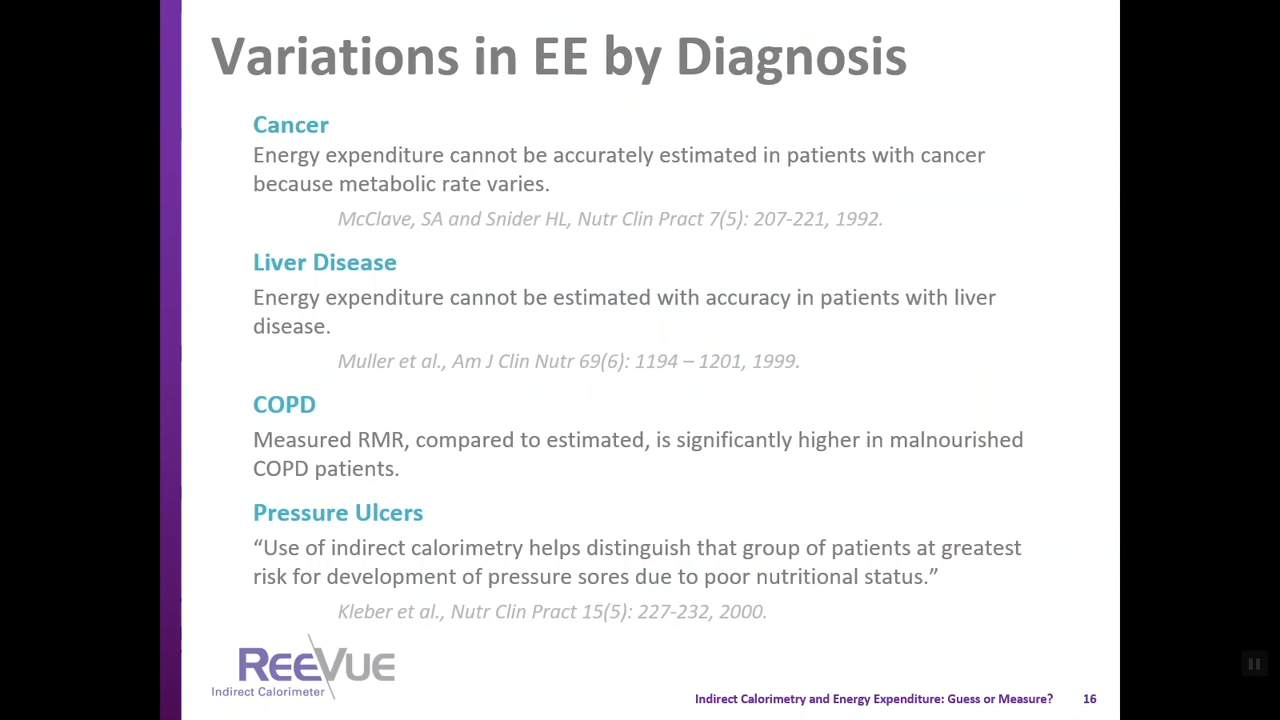 Variations in EE by Diagnosis
Cancer
Energy expenditure cannot be accurately estimated in patients with cancer
because metabolic rate varies.
McClave, SA and Snider HL, Nutr Clin Pract 7(5): 207-221, 1992.
Liver Disease
Energy expenditure cannot be estimated with accuracy in patients with liver
disease.
Muller et al., Am J Clin Nutr 69(6): 1194 – 1201, 1999.
COPD
Measured RMR, compared to estimated, is significantly higher in malnourished
COPD patients.
Pressure Ulcers
“Use of indirect calorimetry helps distinguish that group of patients at greatest
risk for development of pressure sores due to poor nutritional status.”
Kleber et al., Nutr Clin Pract 15(5): 227-232, 2000.
REEVUE
Indirect Calorimeter
Indirect Calorimetry and Energy Expenditure: Guess or Measure? 16